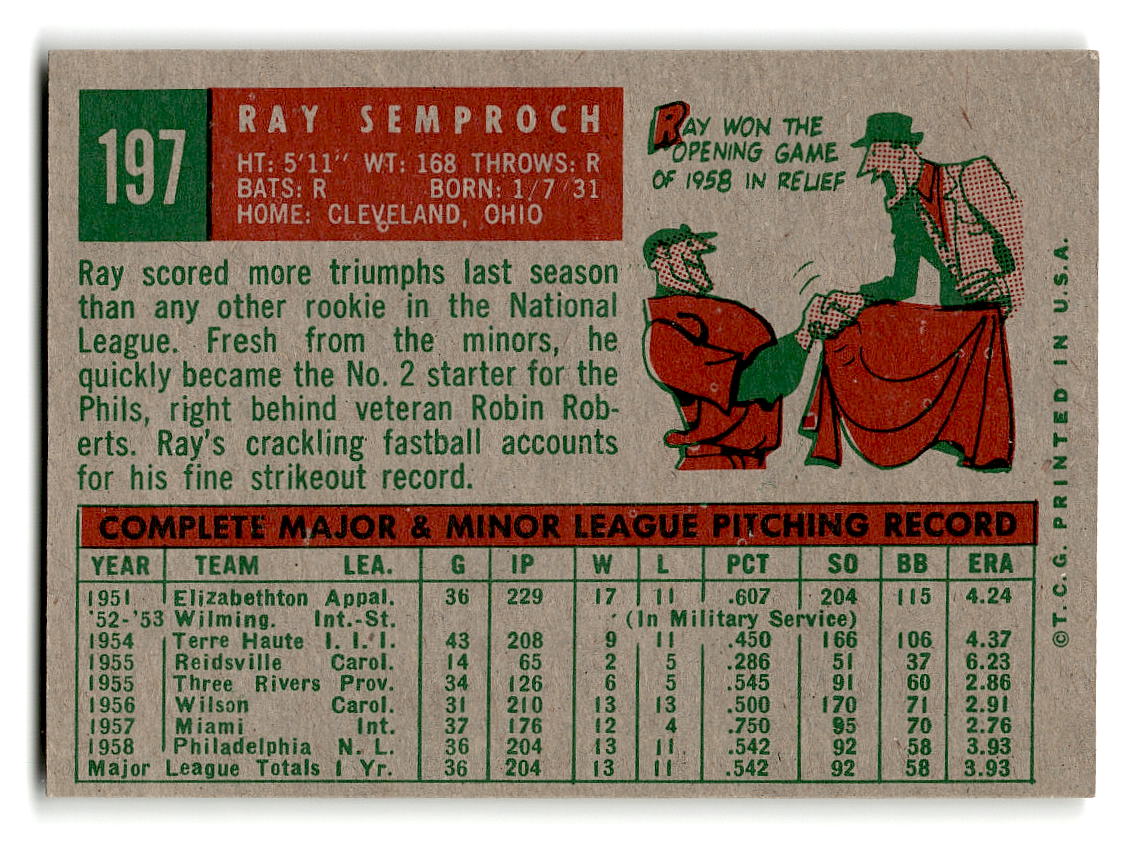 197
RAY SEMPROCH
HT: 5'11" WT: 168 THROWS: R
BATS: R BORN: 1/7/31
HOME: CLEVELAND, OHIO
RAY WON THE
OPENING GAME
OF 1958 IN RELIEF
Ray scored more triumphs last season
than any other rookie in the National
League. Fresh from the minors, he
quickly became the No. 2 starter for the
Phils, right behind veteran Robin Rob-
erts. Ray's crackling fastball accounts
for his fine strikeout record.
COMPLETE MAJOR & MINOR LEAGUE PITCHING RECORD
YEAR TEAM LEA. G IP W L PCT SO BB ERA
1951 Elizabethton Appal. 36 229 17 11 .607 204 115 4.24
'52-'53 Wilming. Int.-St. (In Military Service)
1954 Terre Haute I. I. I. 43 208 9 11 .450 166 106 4.37
1955 Reidsville Carol. 14 65 2 5 .286 51 37 6.23
1955 Three Rivers Prov. 34 126 6 5 .545 91 60 2.86
1956 Wilson Carol. 31 210 13 13 .500 170 71 2.91
1957 Miami Int. 37 176 12 4 .750 95 70 2.76
1958 Philadelphia N. L. 36 204 13 11 .542 92 58 3.93
Major League Totals 1 Yr. 36 204 13 11 .542 92 58 3.93
©T.C.G. PRINTED IN U.S.A.